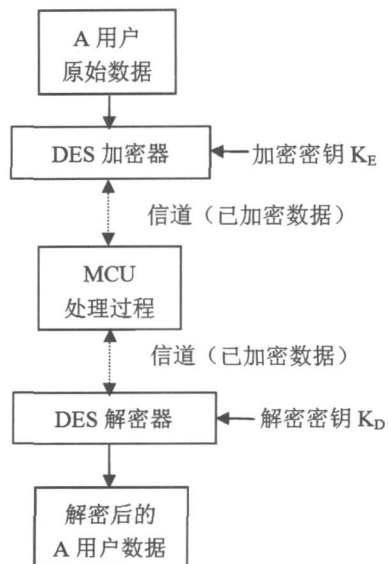 A 用户
原始数据
DES 加密器
加密密钥 KE
信道（已加密数据）
MCU
处理过程
信道（已加密数据）
DES 解密器
解密密钥 KD
解密后的
A 用户数据